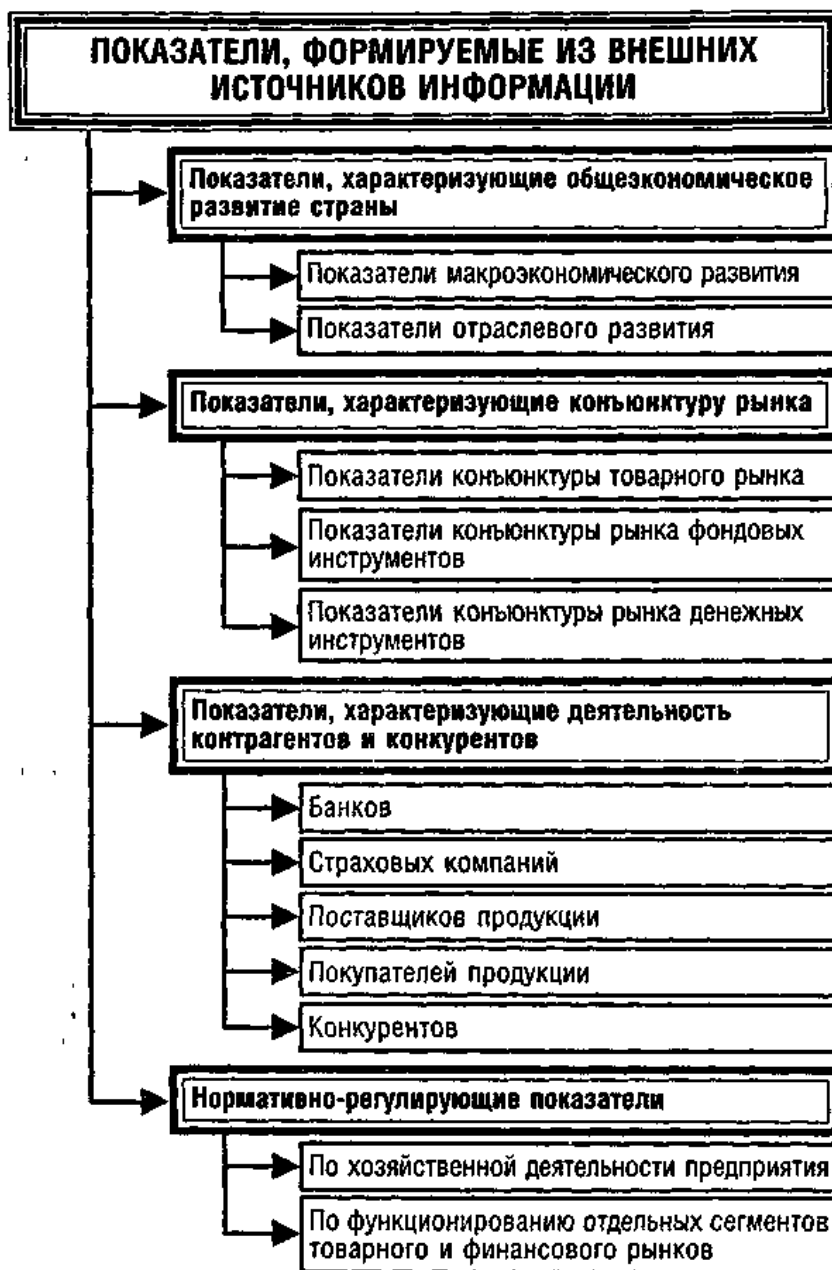 ПОКАЗАТЕЛИ, ФОРМИРУЕМЫЕ ИЗ ВНЕШНИХ
ИСТОЧНИКОВ ИНФОРМАЦИИ
Показатели, характеризующие общеэкономическое
развитие страны
Показатели макроэкономического развития
Показатели отраслевого развития
Показатели, характеризующие конъюнктуру рынка
Показатели конъюнктуры товарного рынка
Показатели конъюнктуры рынка фондовых
инструментов
Показатели конъюнктуры рынка денежных
инструментов
Показатели, характеризующие деятельность
контрагентов и конкурентов
Банков
Страховых компаний
Поставщиков продукции
Покупателей продукции
Конкурентов
Нормативно-регулирующие показатели
По хозяйственной деятельности предприятия
По функционированию отдельных сегментов
товарного и финансового рынков